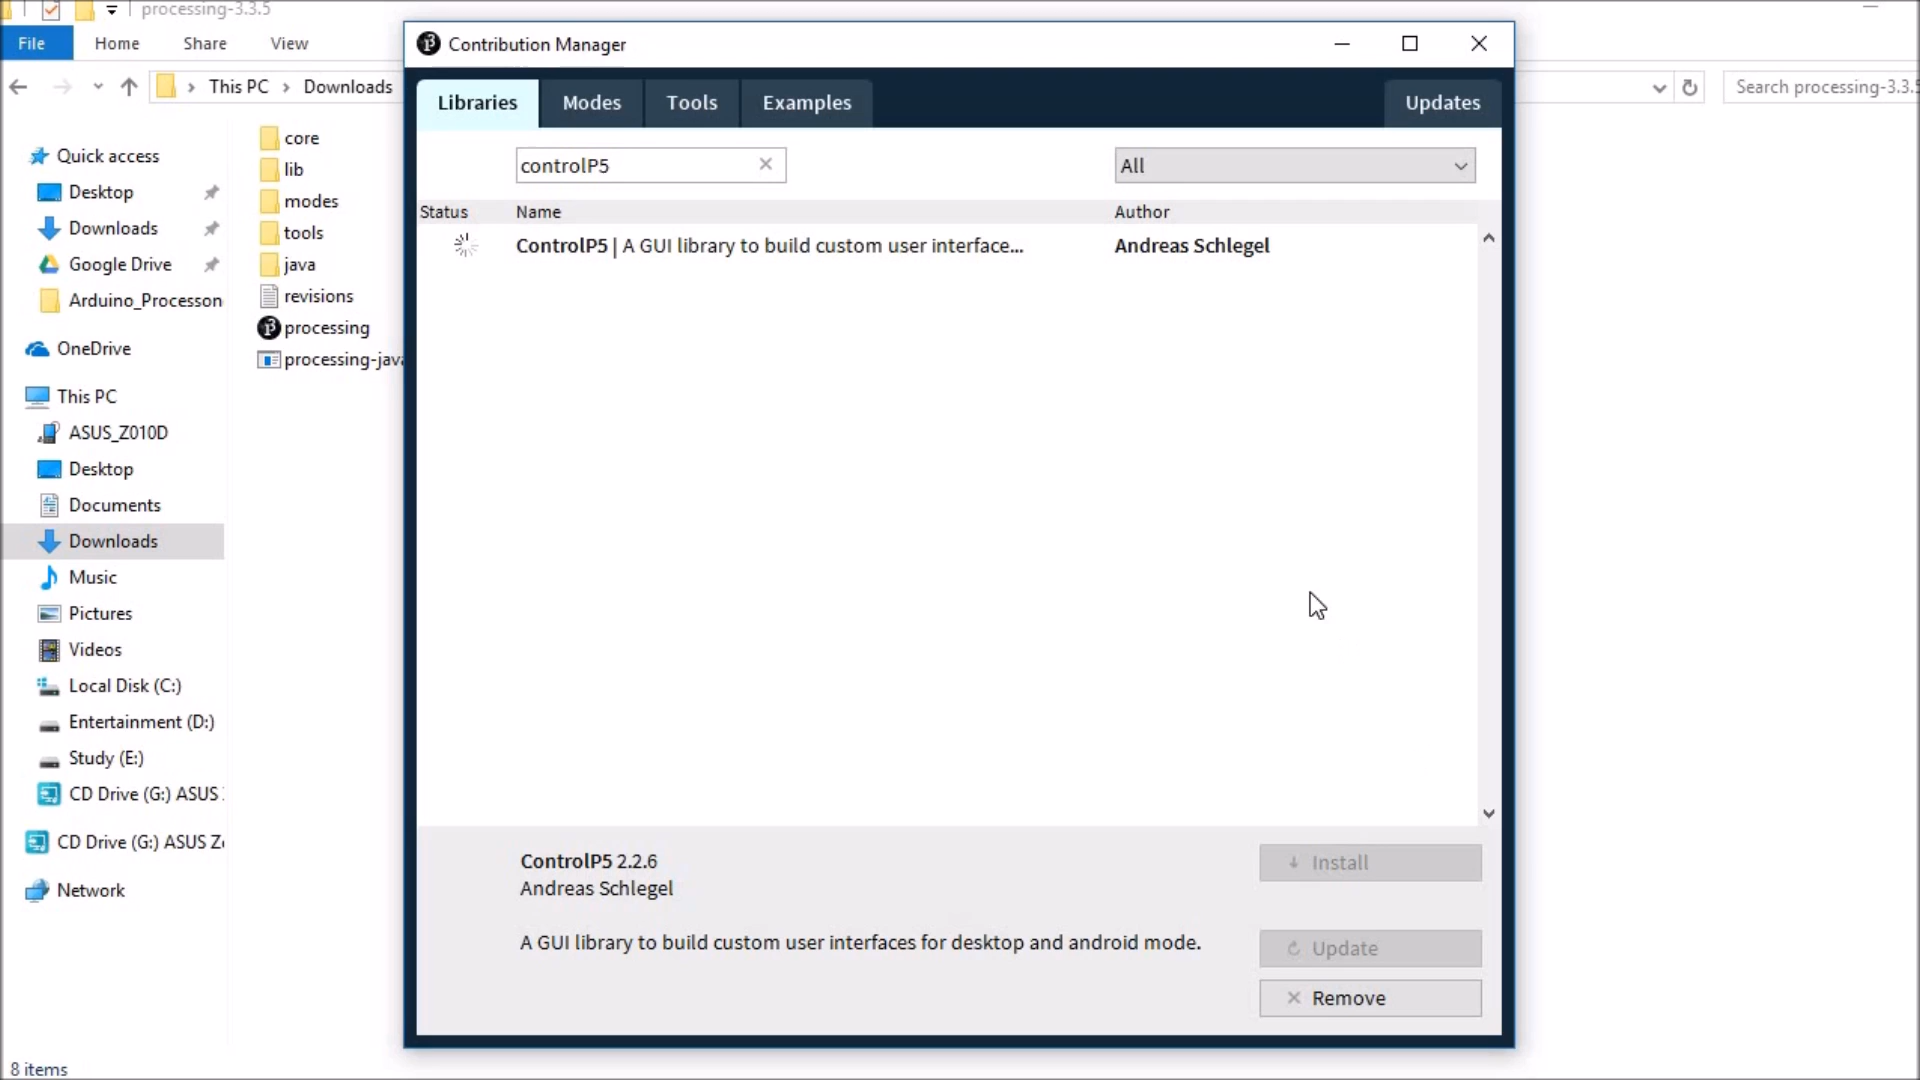 processing-3.3.5
File Home Share View
This PC Downloads
Search processing-3.3.5
Quick access
Desktop
Downloads
Google Drive
Arduino_Processon
OneDrive
This PC
ASUS_Z010D
Desktop
Documents
Downloads
Music
Pictures
Videos
Local Disk (C:)
Entertainment (D:)
Study (E:)
CD Drive (G:) ASUS
CD Drive (G:) ASUS
Network
8 items
core
lib
modes
tools
java
revisions
processing
processing-java
Contribution Manager
Libraries Modes Tools Examples Updates
controlP5 All
Status Name Author
ControlP5 | A GUI library to build custom user interface... Andreas Schlegel
ControlP5 2.2.6
Andreas Schlegel
A GUI library to build custom user interfaces for desktop and android mode.
Install
Update
Remove